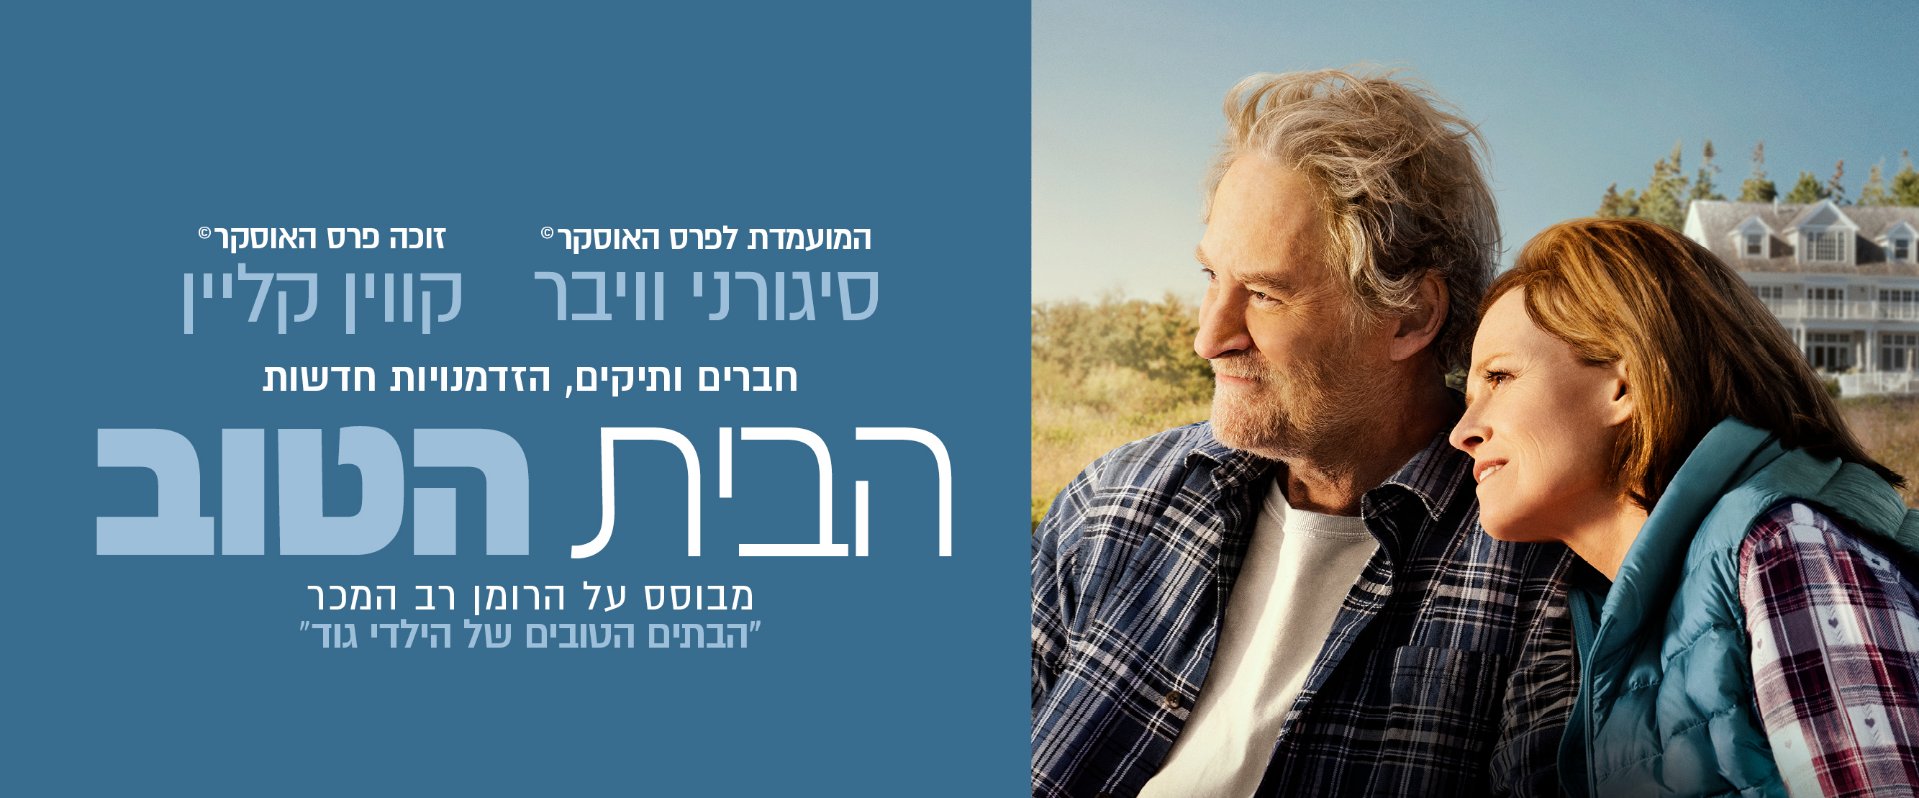 המועמדת לפרס האוסקר©
סיגורני וויבר
זוכה פרס האוסקר©
קווין קליין
חברים ותיקים, הזדמנויות חדשות
הבית הטוב
מבוסס על הרומן רב המכר
"הבתים הטובים של הילדי גוד"